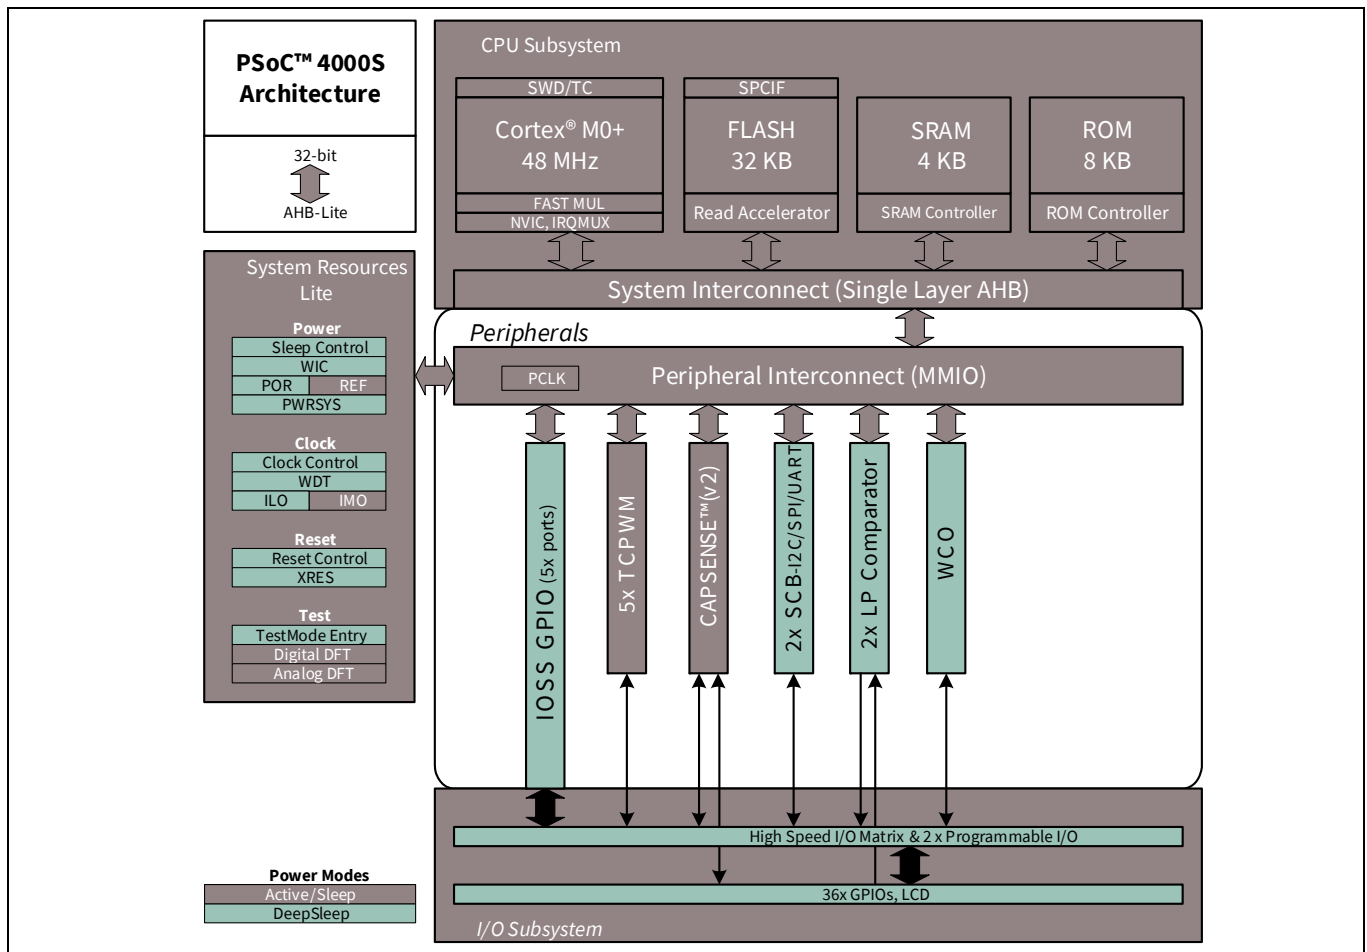 PSoC™ 4000S
Architecture
32-bit
AHB-Lite
CPU Subsystem
SWD/TC
Cortex® M0+
48 MHz
FAST MUL
NVIC, IRQMUX
SPCIF
FLASH
32 KB
Read Accelerator
SRAM
4 KB
SRAM Controller
ROM
8 KB
ROM Controller
System Interconnect (Single Layer AHB)
System Resources
Lite
Power
Sleep Control
WIC
POR REF
PWRSYS
Clock
Clock Control
WDT
ILO IMO
Reset
Reset Control
XRES
Test
TestMode Entry
Digital DFT
Analog DFT
Peripherals
PCLK
Peripheral Interconnect (MMIO)
IOSS GPIO (5x ports)
5x TCPWM
CAPSENSE™(v2)
2x SCB-I2C/SPI/UART
2x LP Comparator
WCO
High Speed I/O Matrix & 2 x Programmable I/O
36x GPIOs, LCD
I/O Subsystem
Power Modes
Active/Sleep
DeepSleep